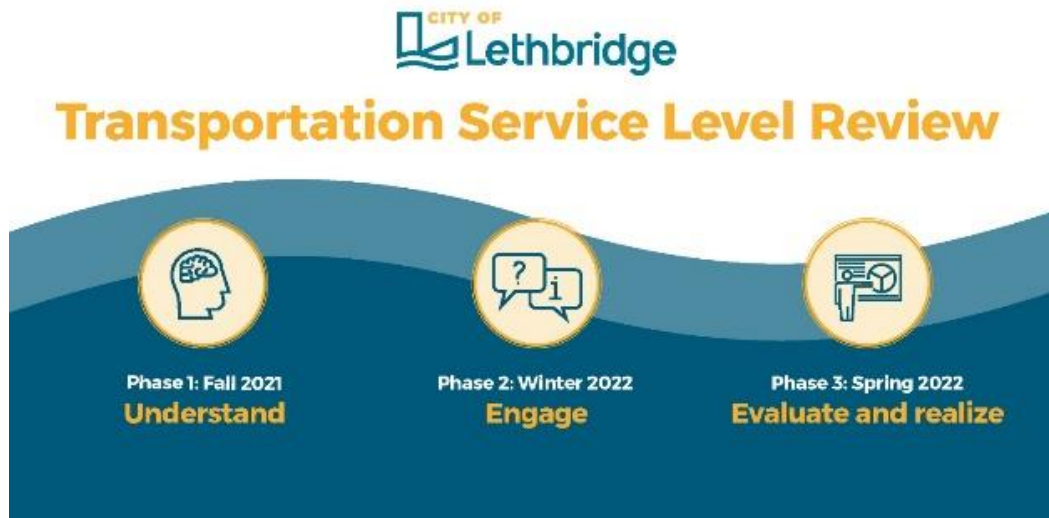 CITY OF
Lethbridge
Transportation Service Level Review
?
i
Phase 1: Fall 2021
Understand
Phase 2: Winter 2022
Engage
Phase 3: Spring 2022
Evaluate and realize